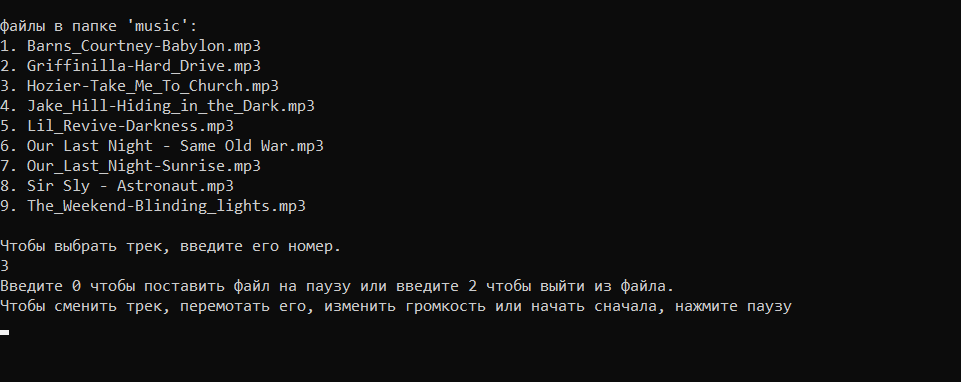 файлы в папке 'music':
1. Barns_Courtney-Babylon.mp3
2. Griffinilla-Hard_Drive.mp3
3. Hozier-Take_Me_To_Church.mp3
4. Jake_Hill-Hiding_in_the_Dark.mp3
5. Lil_Revive-Darkness.mp3
6. Our Last Night - Same Old War.mp3
7. Our_Last_Night-Sunrise.mp3
8. Sir Sly - Astronaut.mp3
9. The_Weekend-Blinding_lights.mp3
Чтобы выбрать трек, введите его номер.
3
Введите 0 чтобы поставить файл на паузу или введите 2 чтобы выйти из файла.
Чтобы сменить трек, перемотать его, изменить громкость или начать сначала, нажмите паузу